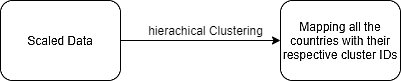 Scaled Data
hierachical Clustering
Mapping all the
countries with their
respective cluster IDs